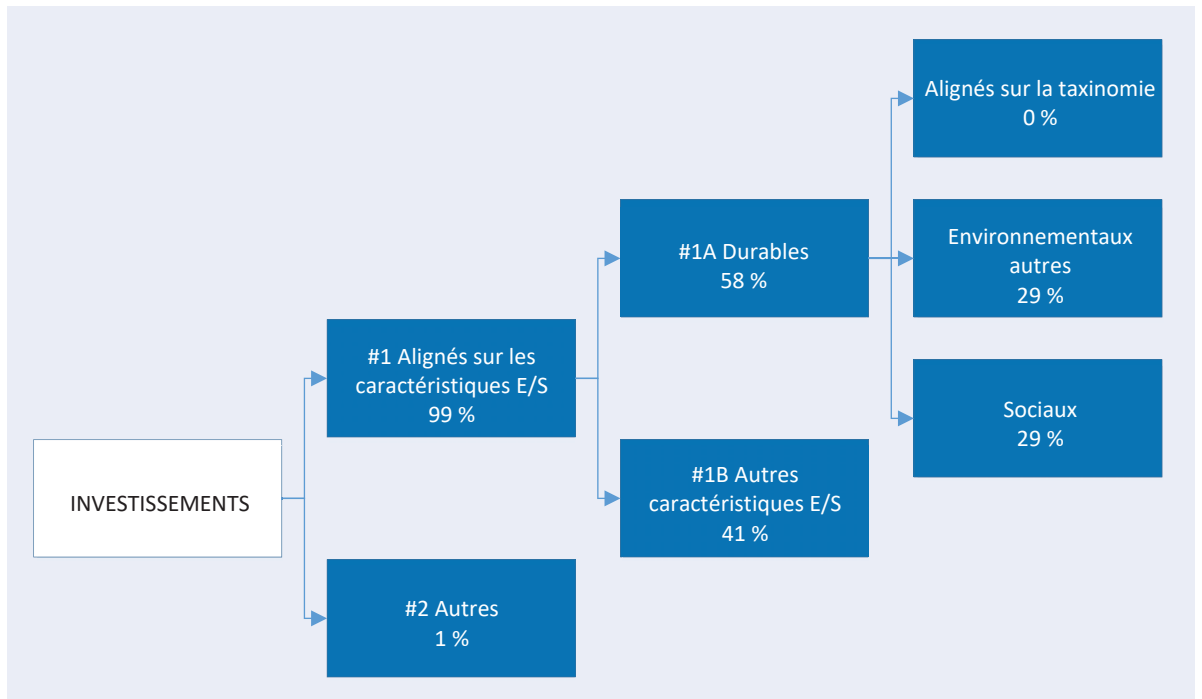 INVESTISSEMENTS
#1 Alignés sur les
caractéristiques E/S
99 %
#2 Autres
1 %
#1A Durables
58 %
#1B Autres
caractéristiques E/S
41 %
Alignés sur la taxinomie
0 %
Environnementaux
autres
29 %
Sociaux
29 %